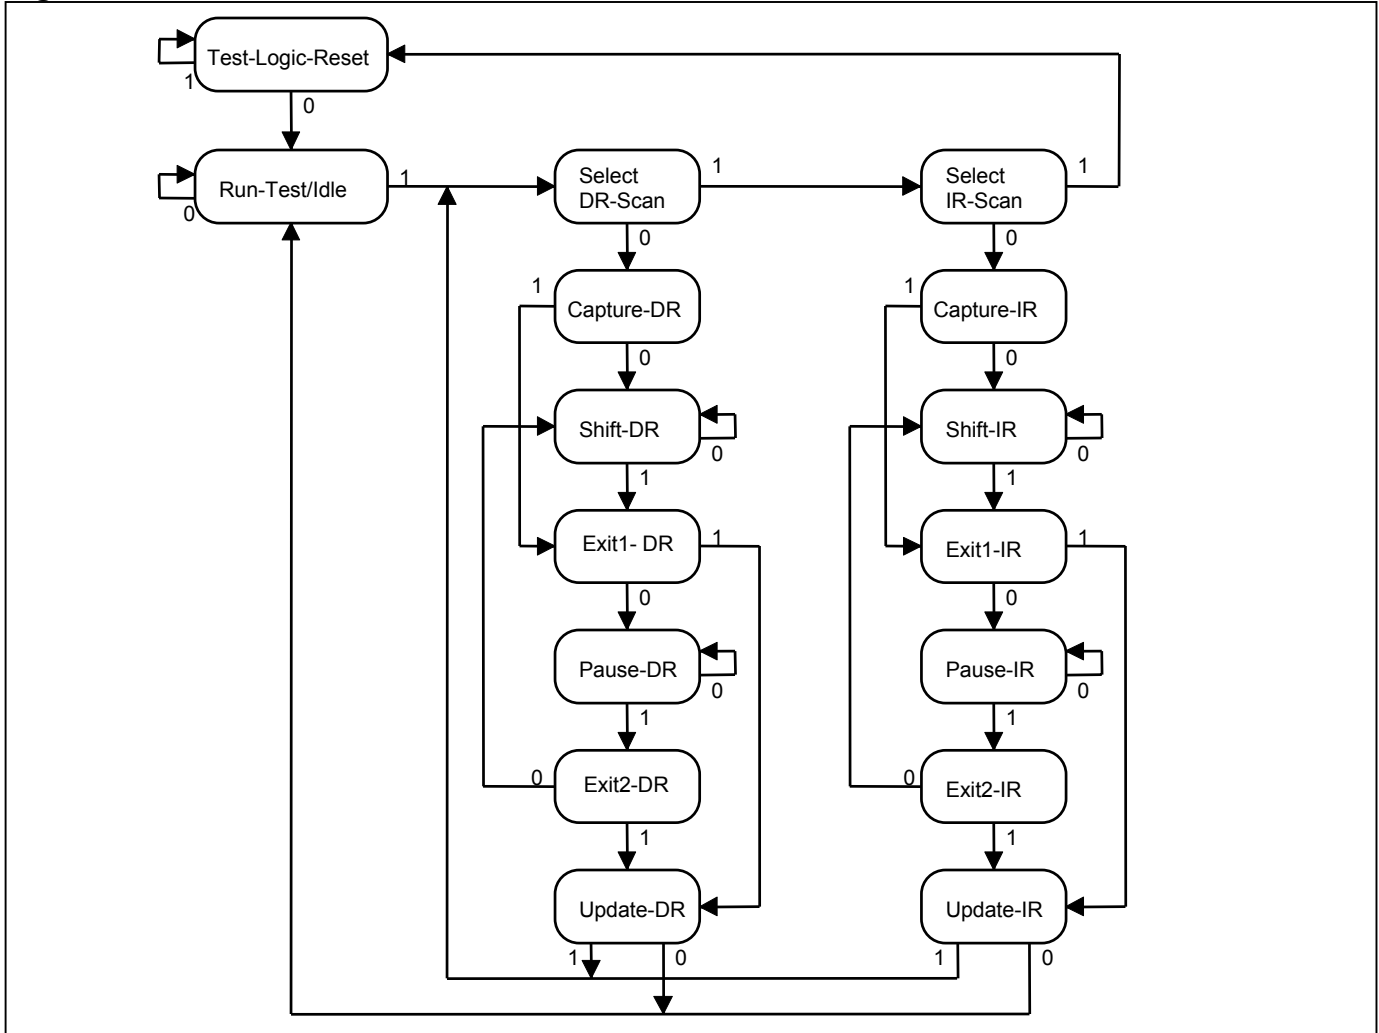 Test-Logic-Reset
1
0
Run-Test/Idle
0
1
Select
DR-Scan
1
0
Select
IR-Scan
1
0
1
Capture-DR
0
1
Capture-IR
0
Shift-DR
0
1
Shift-IR
0
1
Exit1- DR
1
0
Exit1-IR
1
0
Pause-DR
0
1
Pause-IR
0
1
0
Exit2-DR
1
0
Exit2-IR
1
Update-DR
1
0
Update-IR
1
0